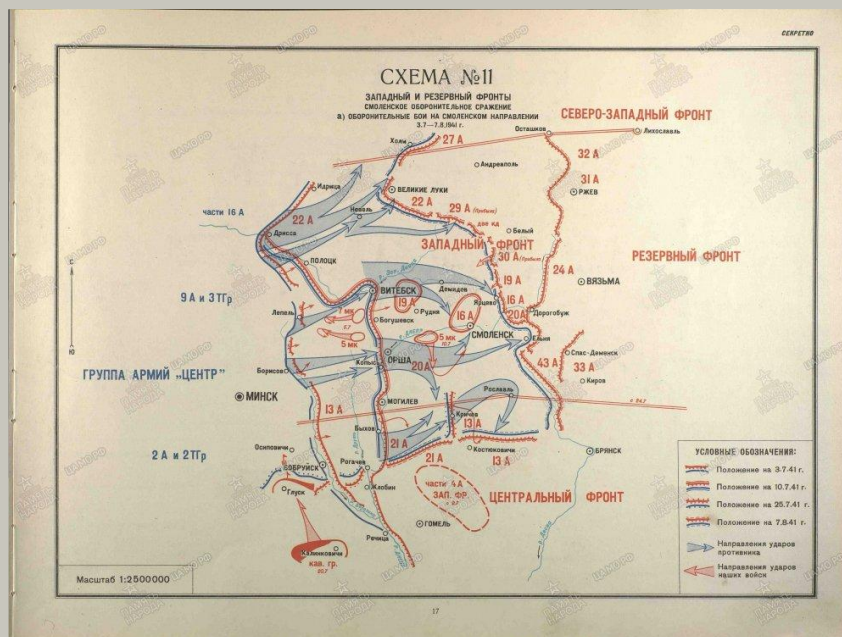 СЕКРЕТНО
СХЕМА №11
ЗАПАДНЫЙ И РЕЗЕРВНЫЙ ФРОНТЫ
СМОЛЕНСКОЕ ОБОРОНИТЕЛЬНОЕ СРАЖЕНИЕ
а) ОБОРОНИТЕЛЬНЫЕ БОИ НА СМОЛЕНСКОМ НАПРАВЛЕНИИ
3.7—7.8.1941 г.
СЕВЕРО-ЗАПАДНЫЙ ФРОНТ
Осташков
Лихославль
Холм
27 А
32 А
Андреаполь
31 А
РЖЕВ
Идрица
ВЕЛИКИЕ ЛУКИ
22 А
29 А
части 16 А
22 А
Невель
две кд
Дрисса
Белый
ЗАПАДНЫЙ ФРОНТ
ПОЛОЦК
30 А
РЕЗЕРВНЫЙ ФРОНТ
24 А
19 А
ВЯЗЬМА
9 А и 3 ТГр
ВИТЕБСК
Демидов
19 А
Рудня
Ярцево
16 А
Лепель
7 мк
Богушевск
16 А
20 А
Дорогобуж
5 мк
5 мк
СМОЛЕНСК
Ельня
ОРША
ГРУППА АРМИЙ „ЦЕНТР"
Борисов
Копысь
20 А
43 А
Спас-Деменск
33 А
Киров
МИНСК
Рославль
13 А
МОГИЛЕВ
Кричев
Быхов
13 А
21 А
Костюковичи
Осиповичи
21 А
13 А
БРЯНСК
2 А и 2 ТГр
БОБРУЙСК
Рогачев
Глуск
Жлобин
части 4 А
ЗАП. ФР.
ЦЕНТРАЛЬНЫЙ ФРОНТ
ГОМЕЛЬ
Речица
Калинковичи
кав. гр.
УСЛОВНЫЕ ОБОЗНАЧЕНИЯ:
Положение на 3.7.41 г.
Положение на 10.7.41 г.
Положение на 25.7.41 г.
Положение на 7.8.41 г.
Направления ударов
противника
Направления ударов
наших войск
Масштаб 1:2500000
17